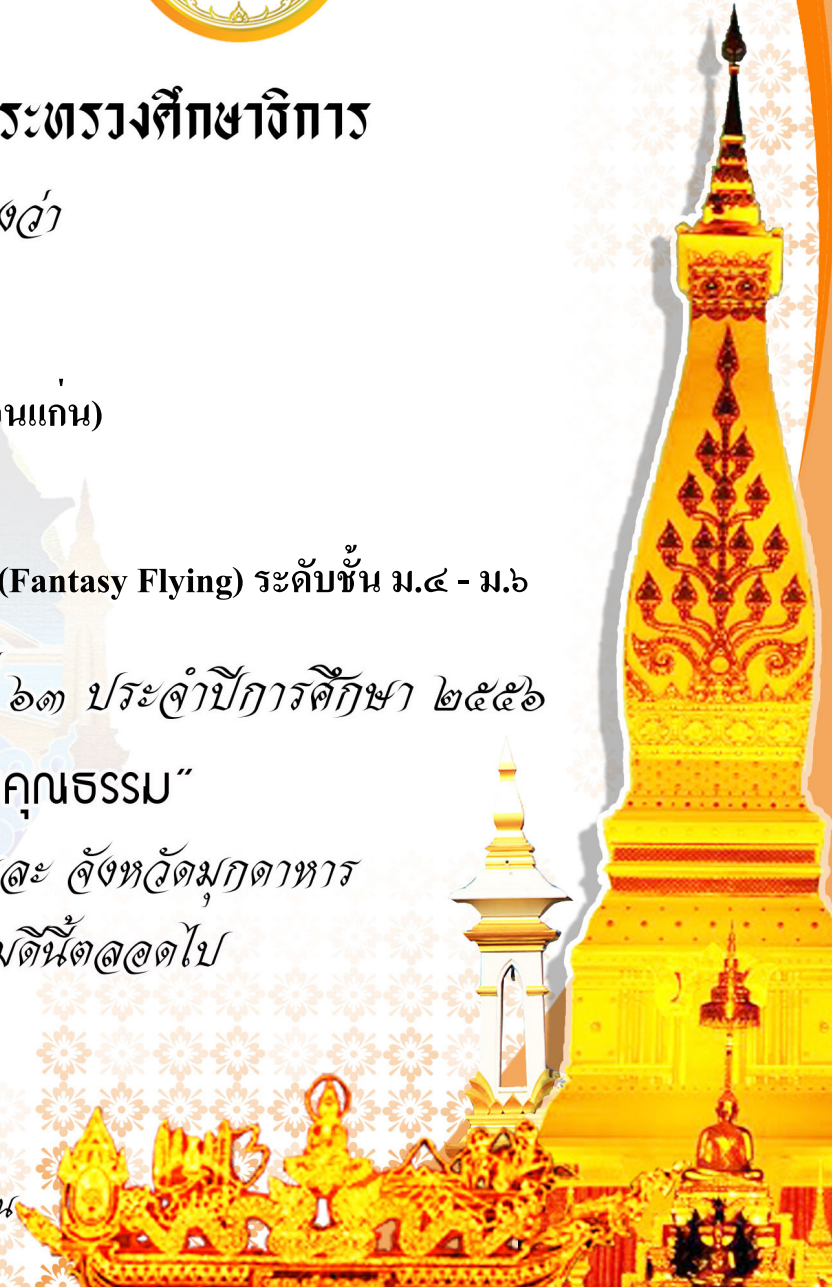 ระทรวงศึกษาธิการ
งว่า
อนแก่น)
(Fantasy Flying) ระดับชั้น ม.๔ - ม.๖
๖๓ ประจำปีการศึกษา ๒๕๕๖
คุณธรรม"
ละ จังหวัดมุกดาหาร
มดีนี้ตลอดไป
น